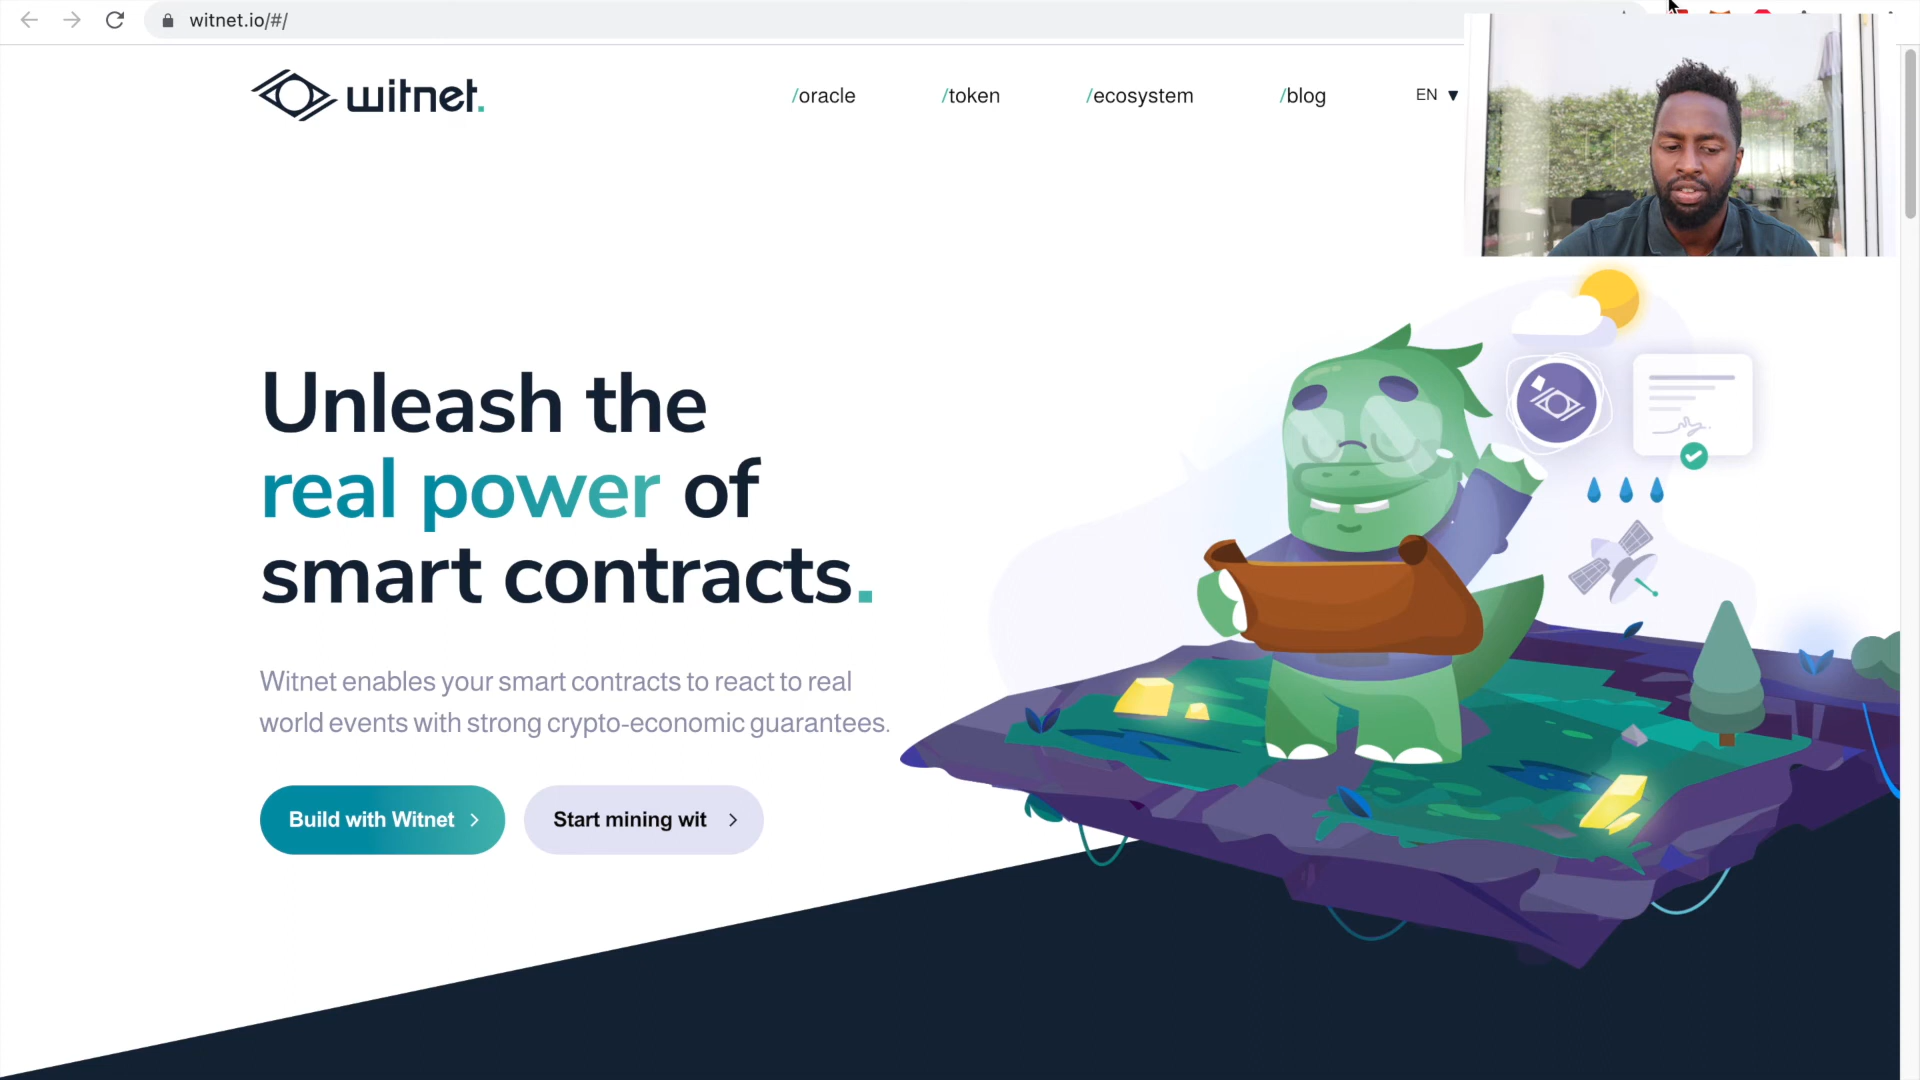 witnet.io/#/
witnet.
/oracle
/token
/ecosystem
/blog
EN ▼
Unleash the
real power of
smart contracts.
Witnet enables your smart contracts to react to real
world events with strong crypto-economic guarantees.
Build with Witnet >
Start mining wit >